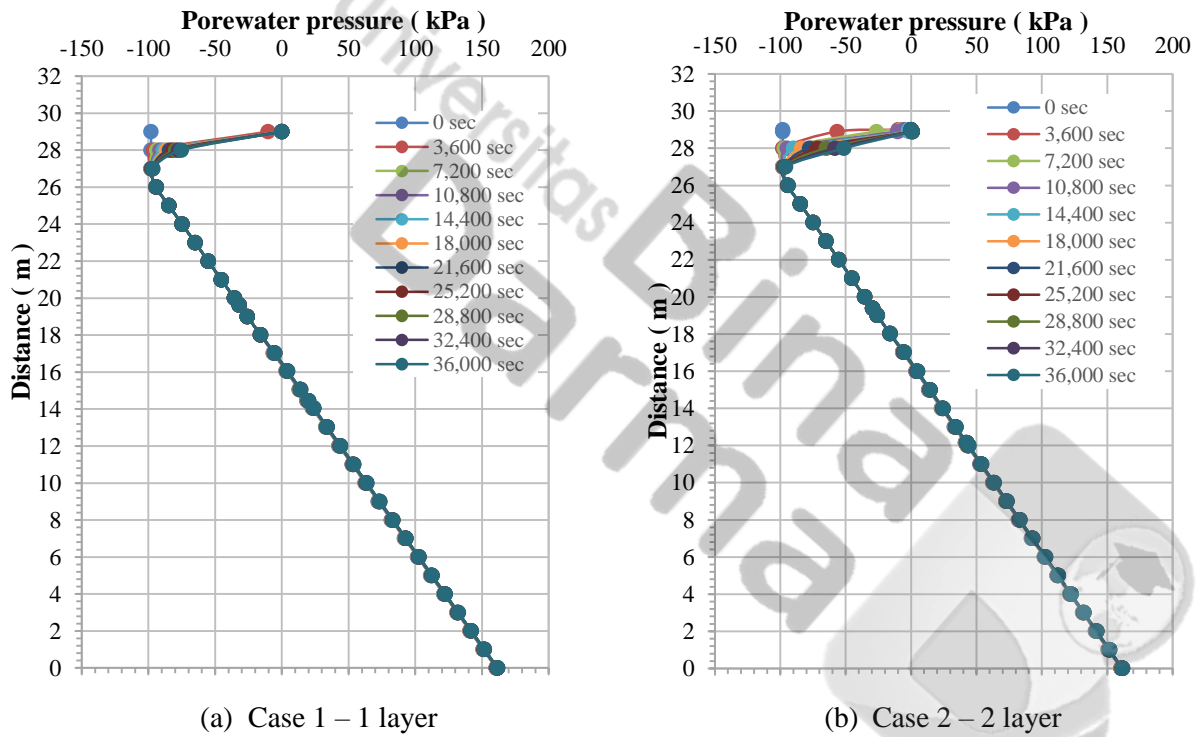 Porewater pressure ( kPa )
-150 -100 -50 0 50 100 150 200
32
30
28
26
24
22
20
18
16
14
12
10
8
6
4
2
0
Distance ( m )
0 sec
3,600 sec
7,200 sec
10,800 sec
14,400 sec
18,000 sec
21,600 sec
25,200 sec
28,800 sec
32,400 sec
36,000 sec
(a) Case 1 – 1 layer
Porewater pressure ( kPa )
-150 -100 -50 0 50 100 150 200
32
30
28
26
24
22
20
18
16
14
12
10
8
6
4
2
0
Distance ( m )
0 sec
3,600 sec
7,200 sec
10,800 sec
14,400 sec
18,000 sec
21,600 sec
25,200 sec
28,800 sec
32,400 sec
36,000 sec
(b) Case 2 – 2 layer
Universitas
Bina
Darma